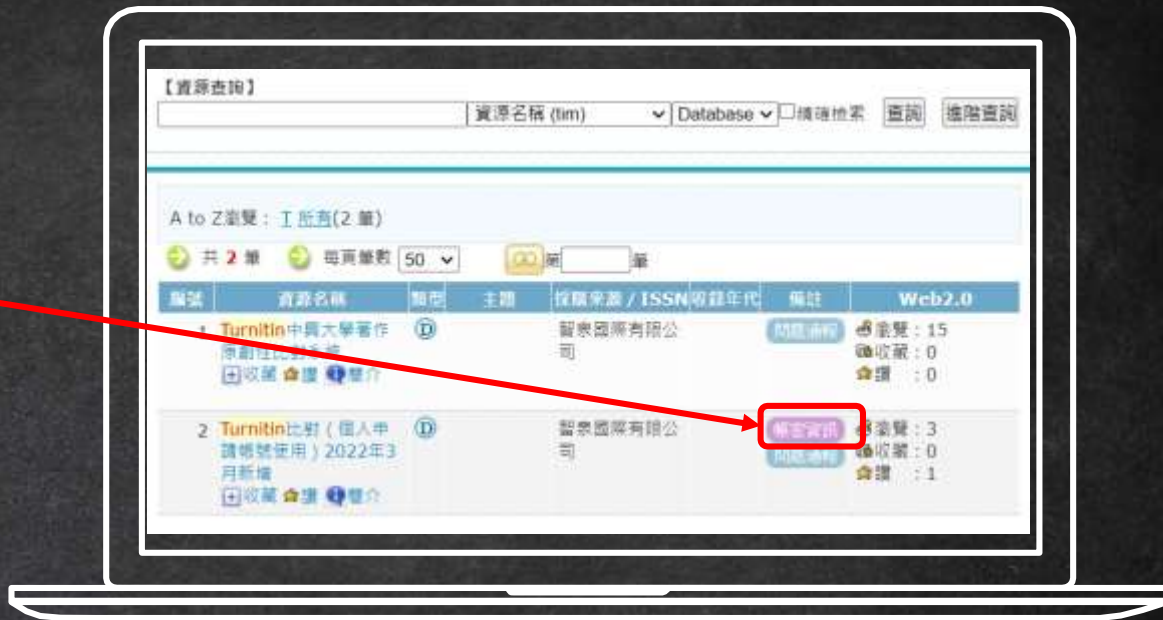 【資源查詢】
資源名稱 (tim) Database 精確檢索 查詢 進階查詢
A to Z瀏覽： T 所有(2 筆)
共 2 筆 每頁筆數 50 第 筆
編號 資源名稱 類型 主題 採購來源 / ISSN 收錄年代 備註 Web2.0
1 Turnitin中興大學著作 D 智泉國際有限公 問題通報 瀏覽：15
原創性比對系統 司 收藏：0
收藏 讚 簡介 讚 ：0
2 Turnitin比對（個人申 D 智泉國際有限公 帳密資訊 瀏覽：3
請帳號使用）2022年3 司 問題通報 收藏：0
月新增 讚 ：1
收藏 讚 簡介